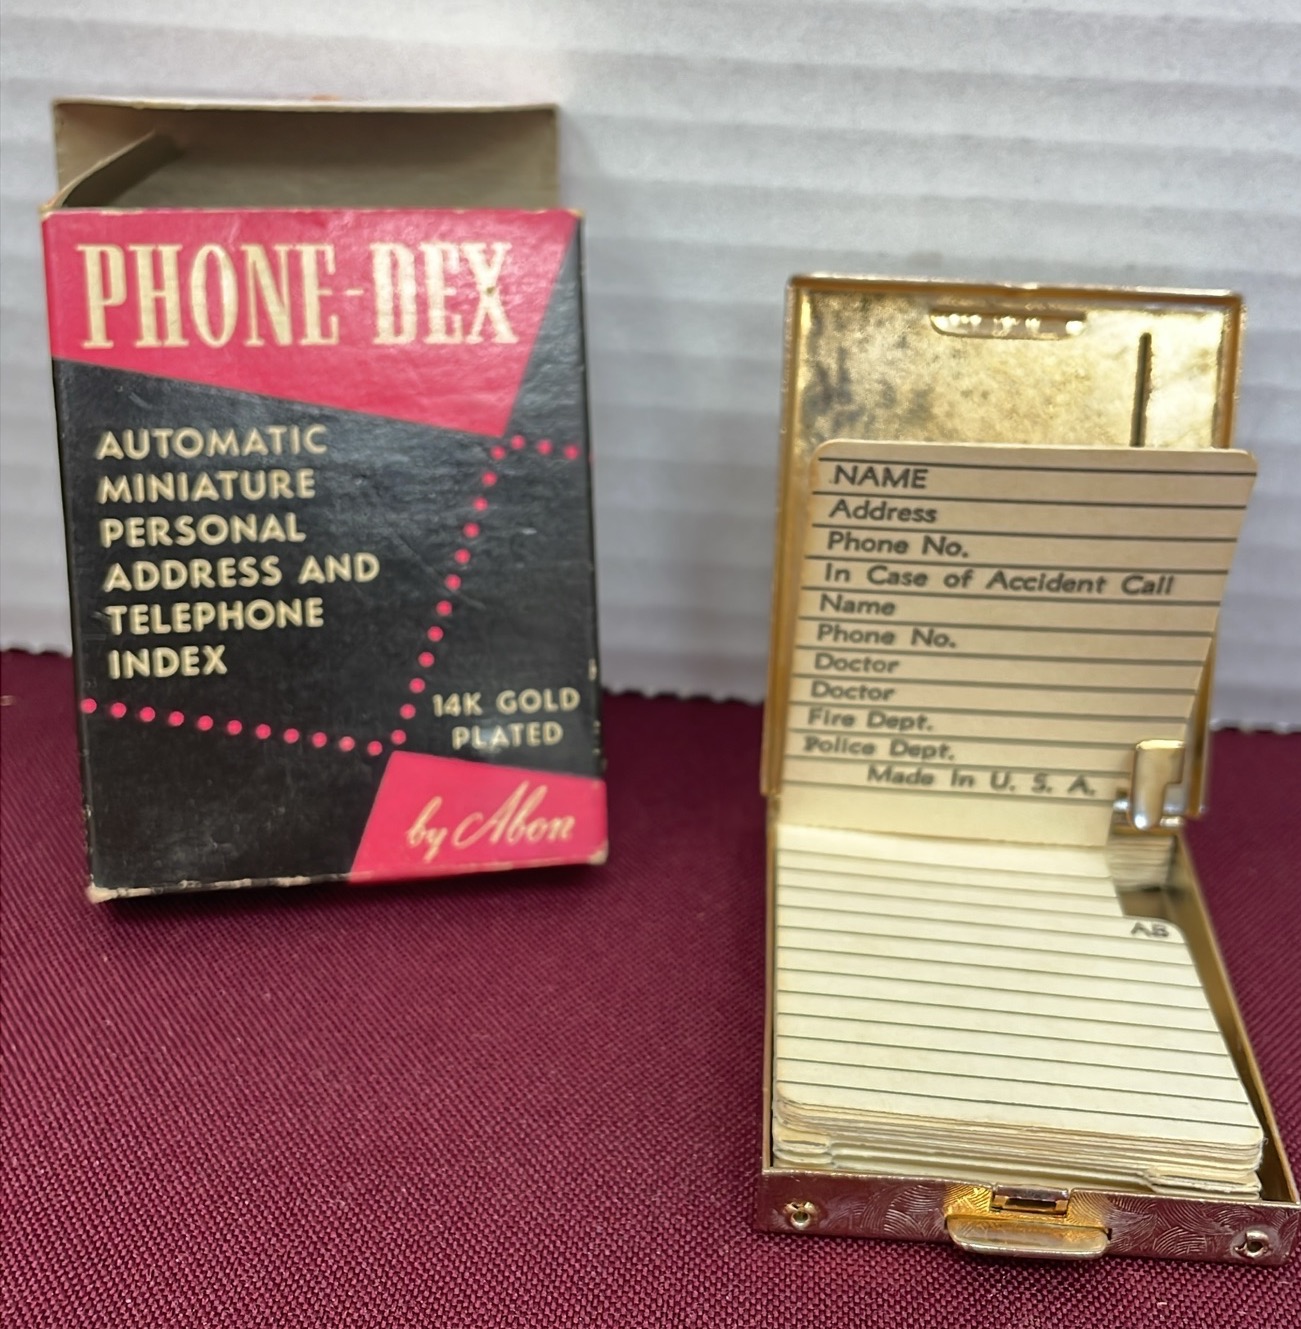 PHONE-DEX
AUTOMATIC
MINIATURE
PERSONAL
ADDRESS AND
TELEPHONE
INDEX
14K GOLD
PLATED
by Abon
NAME
Address
Phone No.
In Case of Accident Call
Name
Phone No.
Doctor
Doctor
Fire Dept.
Police Dept.
Made In U. S. A.
AB